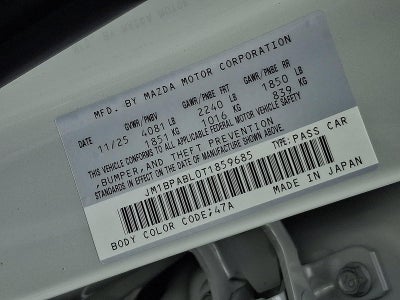 MFD. BY MAZDA MOTOR CORPORATION
DATE GVWR/PNBV GAWR/PNBE FRT GAWR/PNBE RR
11/25 4081 LB 2240 LB 1850 LB
1851 KG 1016 KG 839 KG
THIS VEHICLE CONFORMS TO ALL APPLICABLE FEDERAL MOTOR VEHICLE SAFETY
,BUMPER,AND THEFT PREVENTION
STANDARDS IN EFFECT ON THE DATE OF MANUFACTURE SHOWN ABOVE.
JM1BPABL0T1859685 TYPE:PASS CAR
MADE IN JAPAN
BODY COLOR CODE;47A